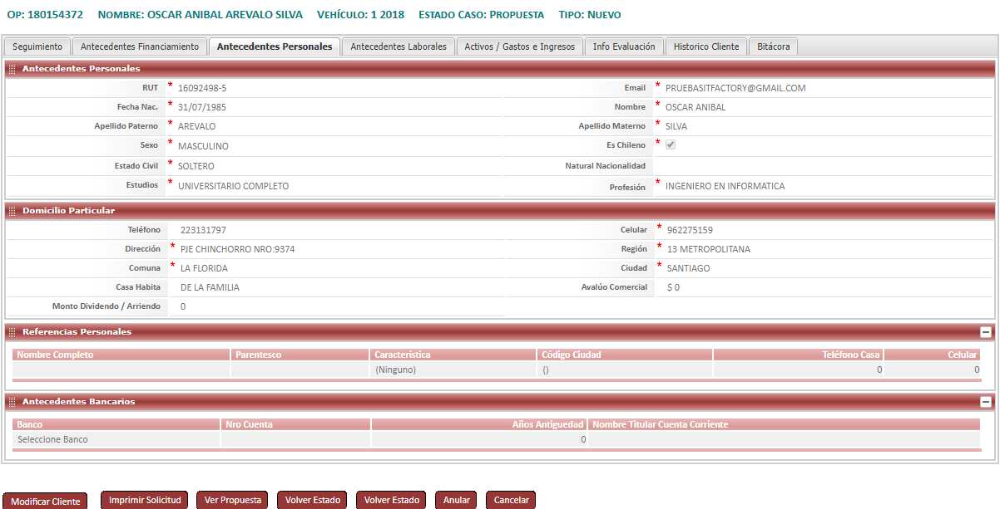 OP: 180154372 NOMBRE: OSCAR ANIBAL AREVALO SILVA VEHÍCULO: 1 2018 ESTADO CASO: PROPUESTA TIPO: NUEVO
Seguimiento Antecedentes Financiamiento Antecedentes Personales Antecedentes Laborales Activos / Gastos e Ingresos Info Evaluación Historico Cliente Bitácora
Antecedentes Personales
RUT * 16092498-5 Email * PRUEBASITFACTORY@GMAIL.COM
Fecha Nac. * 31/07/1985 Nombre * OSCAR ANIBAL
Apellido Paterno * AREVALO Apellido Materno * SILVA
Sexo * MASCULINO Es Chileno *
Estado Civil * SOLTERO Natural Nacionalidad
Estudios * UNIVERSITARIO COMPLETO Profesión * INGENIERO EN INFORMATICA
Domicilio Particular
Teléfono 223131797 Celular * 962275159
Dirección * PJE CHINCHORRO NRO:9374 Región * 13 METROPOLITANA
Comuna * LA FLORIDA Ciudad * SANTIAGO
Casa Habita DE LA FAMILIA Avalúo Comercial $ 0
Monto Dividendo / Arriendo 0
Referencias Personales
Nombre Completo Parentesco Característica Código Ciudad Teléfono Casa Celular
(Ninguno) () 0 0
Antecedentes Bancarios
Banco Nro Cuenta Años Antiguedad Nombre Titular Cuenta Corriente
Seleccione Banco 0
Modificar Cliente Imprimir Solicitud Ver Propuesta Volver Estado Volver Estado Anular Cancelar